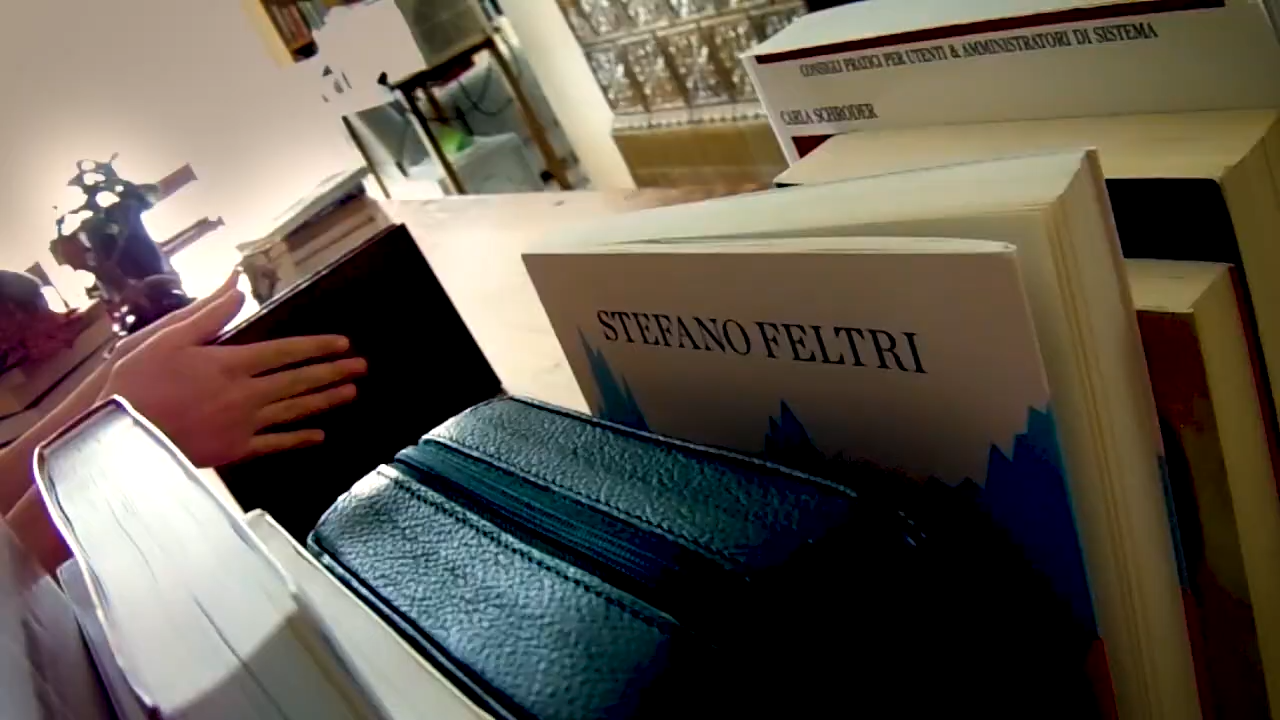 CONSIGLI PRATICI PER UTENTI & AMMINISTRATORI DI SISTEMA
CARLA SCHRODER
STEFANO FELTRI